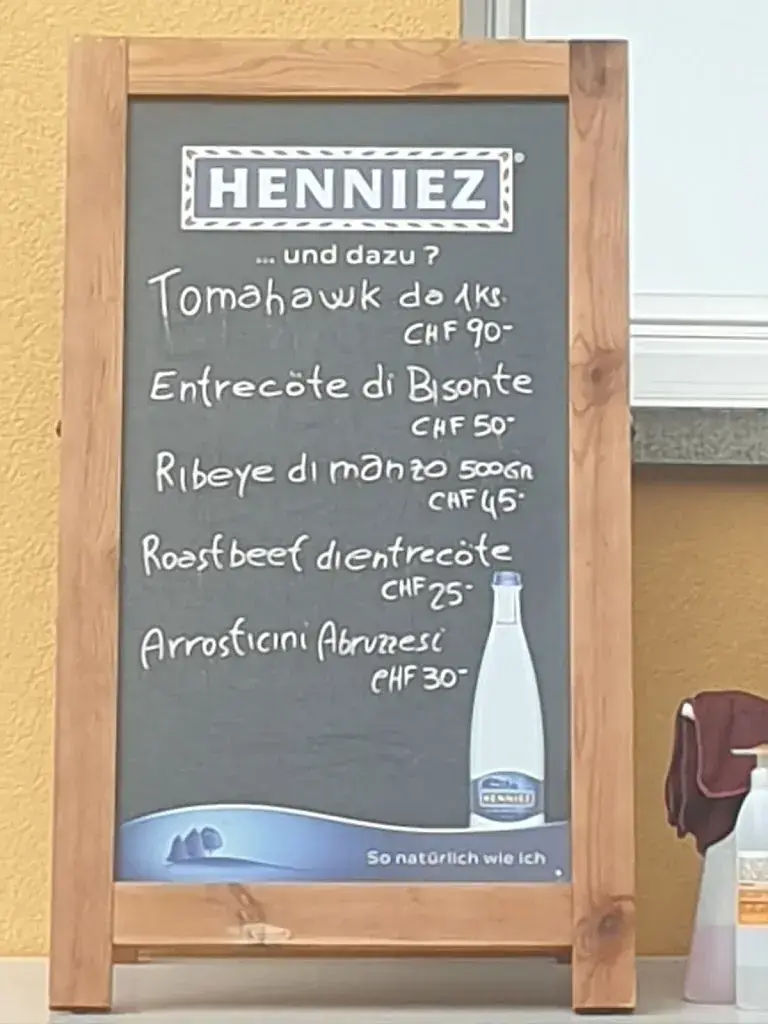 HENNIEZ®
... und dazu ?
Tomahawk da 1KG.
CHF 90-
Entrecôte di Bisonte
CHF 50-
Ribeye di manzo 500GR
CHF 45-
Roastbeef di entrecôte
CHF 25-
Arrosticini Abruzzesi
CHF 30-
HENNIEZ
So natürlich wie ich